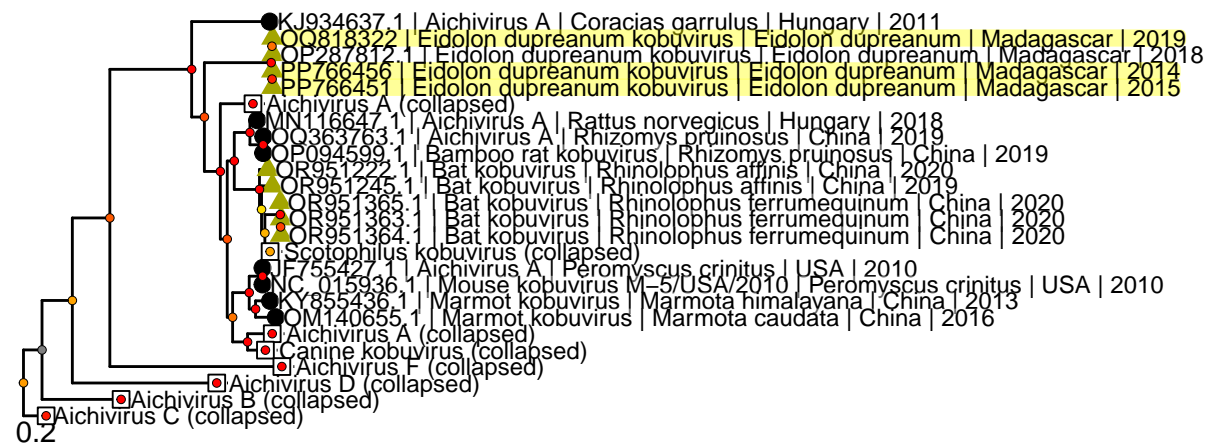 KJ934637.1 | Aichivirus A | Coracias garrulus | Hungary | 2011
OQ818322 | Eidolon dupreanum kobuvirus | Eidolon dupreanum | Madagascar | 2019
OP287812.1 | Eidolon dupreanum kobuvirus | Eidolon dupreanum | Madagascar | 2018
PP766456 | Eidolon dupreanum kobuvirus | Eidolon dupreanum | Madagascar | 2014
PP766451 | Eidolon dupreanum kobuvirus | Eidolon dupreanum | Madagascar | 2015
Aichivirus A (collapsed)
MN116647.1 | Aichivirus A | Rattus norvegicus | Hungary | 2018
OQ363763.1 | Aichivirus A | Rhizomys pruinosus | China | 2019
OP094599.1 | Bamboo rat kobuvirus | Rhizomys pruinosus | China | 2019
OR951222.1 | Bat kobuvirus | Rhinolophus affinis | China | 2020
OR951245.1 | Bat kobuvirus | Rhinolophus affinis | China | 2019
OR951365.1 | Bat kobuvirus | Rhinolophus ferrumequinum | China | 2020
OR951363.1 | Bat kobuvirus | Rhinolophus ferrumequinum | China | 2020
OR951364.1 | Bat kobuvirus | Rhinolophus ferrumequinum | China | 2020
Scotophilus kobuvirus (collapsed)
JF755427.1 | Aichivirus A | Peromyscus crinitus | USA | 2010
NC_015936.1 | Mouse kobuvirus M–5/USA/2010 | Peromyscus crinitus | USA | 2010
KY855436.1 | Marmot kobuvirus | Marmota himalayana | China | 2013
OM140655.1 | Marmot kobuvirus | Marmota caudata | China | 2016
Aichivirus A (collapsed)
Canine kobuvirus (collapsed)
Aichivirus F (collapsed)
Aichivirus D (collapsed)
Aichivirus B (collapsed)
Aichivirus C (collapsed)
0.2